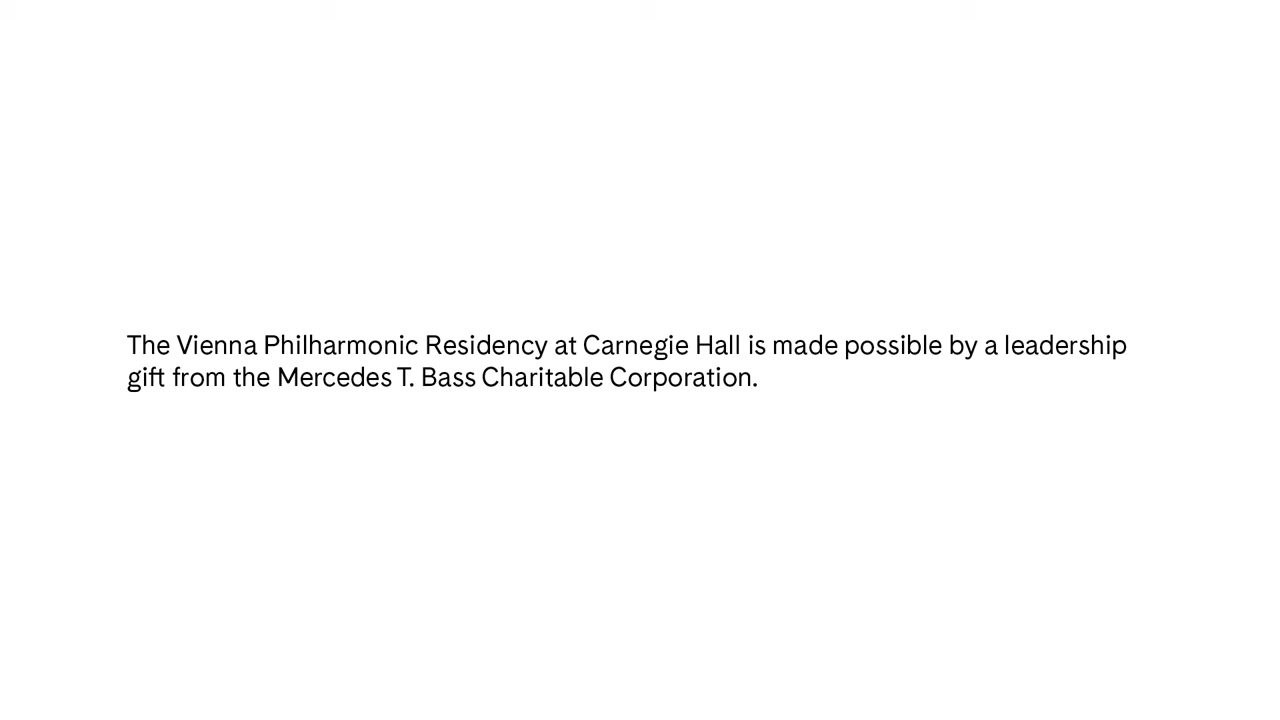 The Vienna Philharmonic Residency at Carnegie Hall is made possible by a leadership
gift from the Mercedes T. Bass Charitable Corporation.